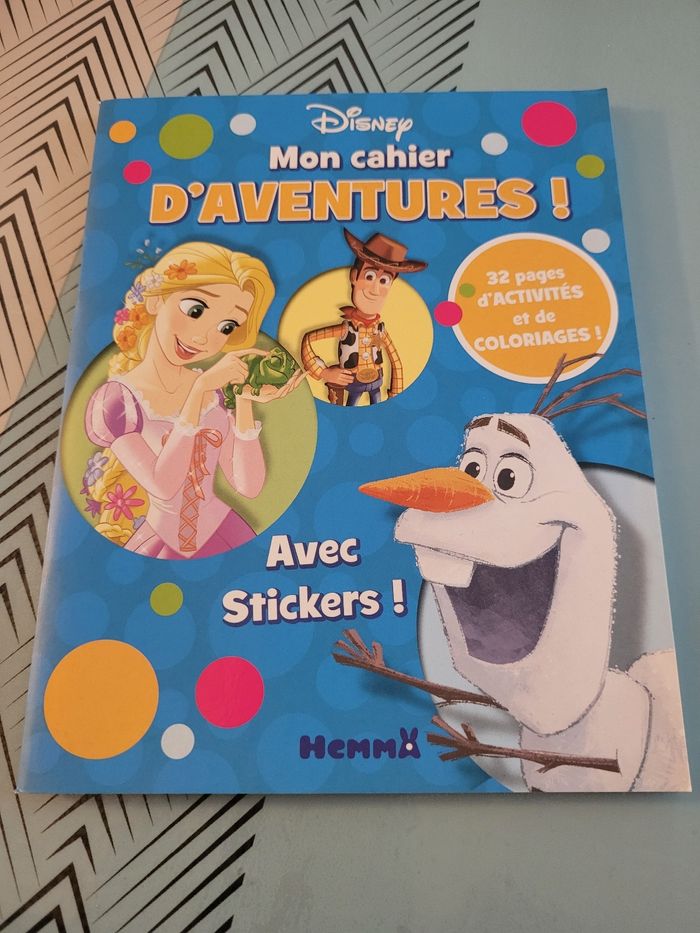 Disney
Mon cahier
D'AVENTURES !
32 pages
d'ACTIVITÉS
et de
COLORIAGES !
Avec
Stickers !
Hemma